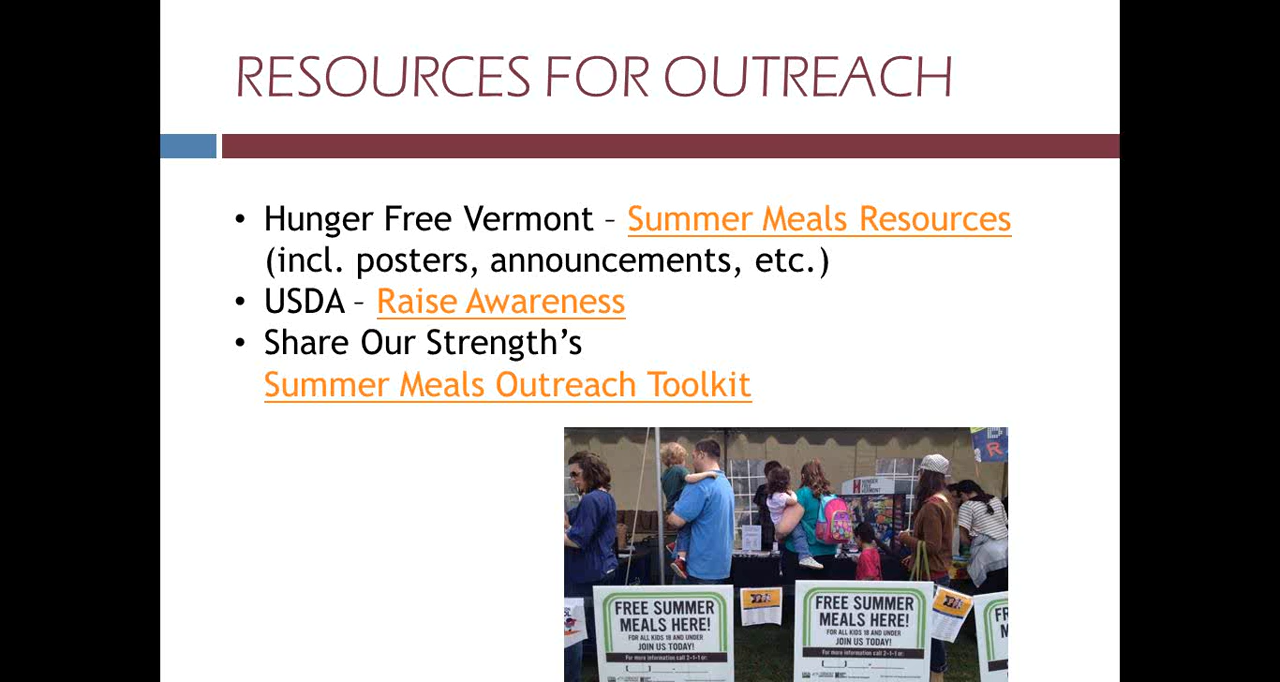 RESOURCES FOR OUTREACH
• Hunger Free Vermont – Summer Meals Resources
(incl. posters, announcements, etc.)
• USDA – Raise Awareness
• Share Our Strength’s
Summer Meals Outreach Toolkit
HUNGER
FREE
VERMONT
FREE SUMMER
MEALS HERE!
FOR ALL KIDS 18 AND UNDER
JOIN US TODAY!
For more information call 2-1-1 or:
FREE SUMMER
MEALS HERE!
FOR ALL KIDS 18 AND UNDER
JOIN US TODAY!
For more information call 2-1-1 or: